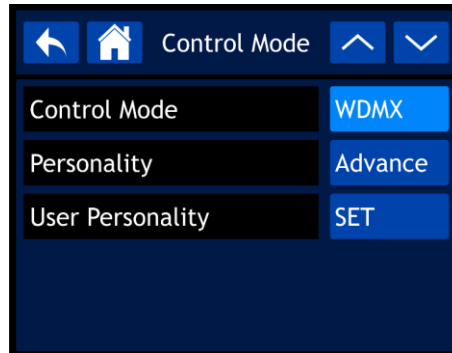 Control Mode
Control Mode WDMX
Personality Advance
User Personality SET